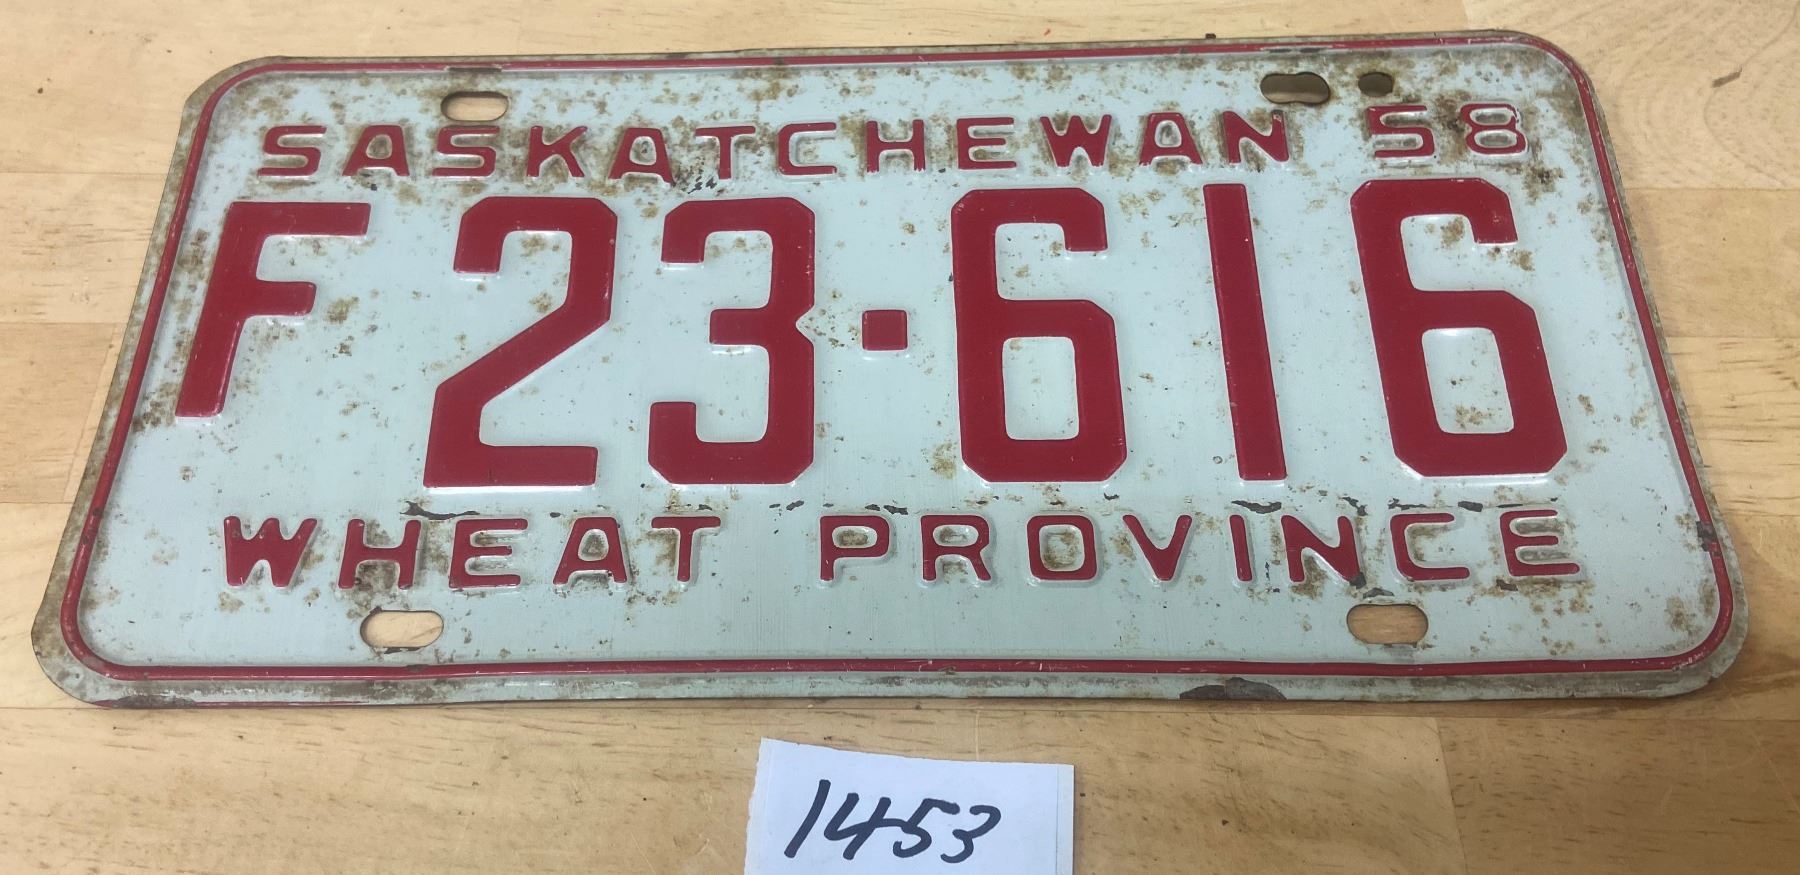 SASKATCHEWAN 58
F 23·616
WHEAT PROVINCE
1453